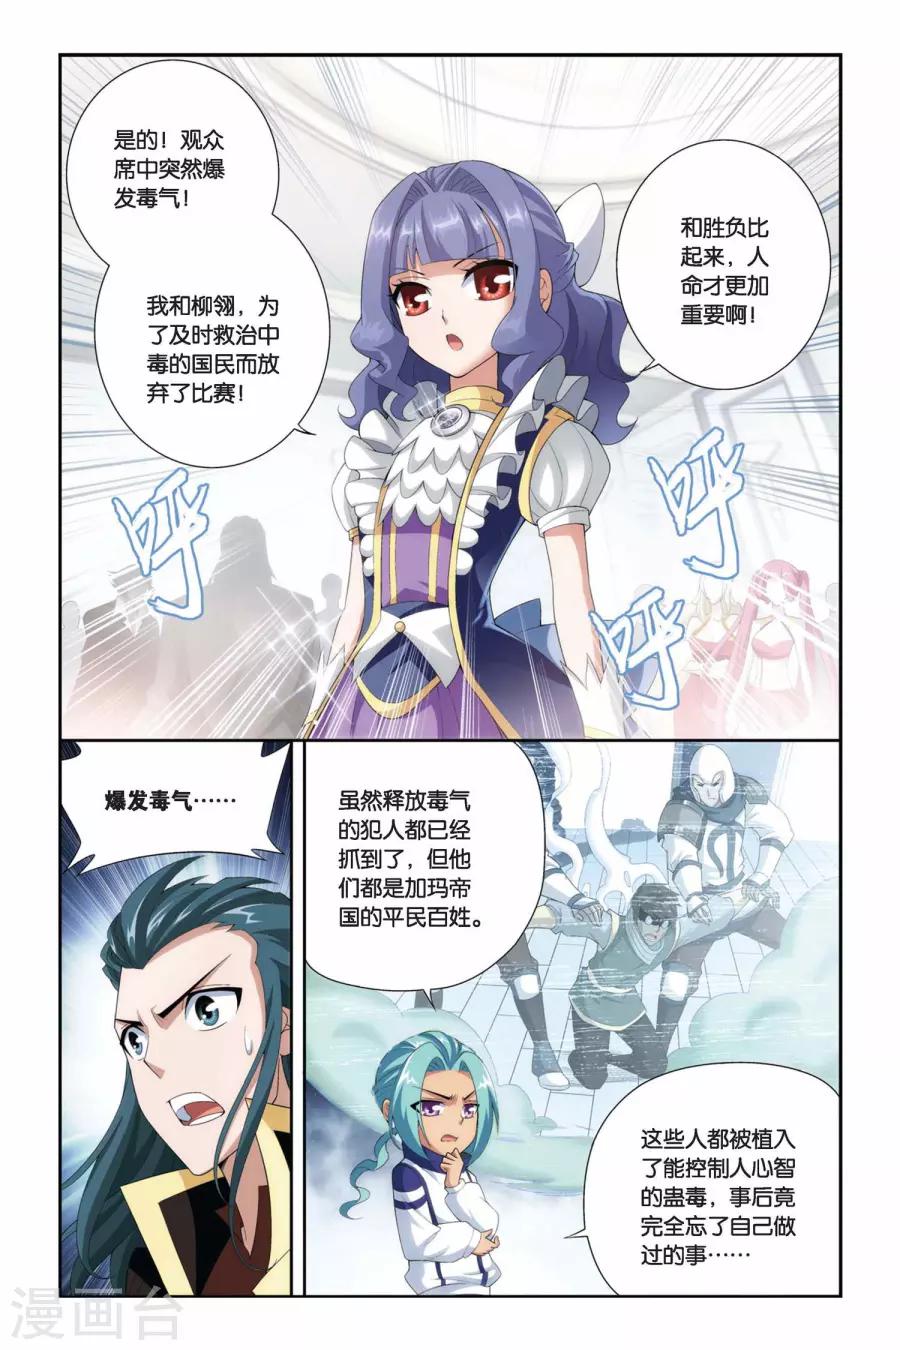 是的！观众
席中突然爆
发毒气！
我和柳翎，为
了及时救治中
毒的国民而放
弃了比赛！
和胜负比
起来，人
命才更加
重要啊！
呼
呼
呼
爆发毒气……
虽然释放毒气
的犯人都已经
抓到了，但他
们都是加玛帝
国的平民百姓。
这些人都被植入
了能控制人心智
的蛊毒，事后竟
完全忘了自己做
过的事……
漫画台